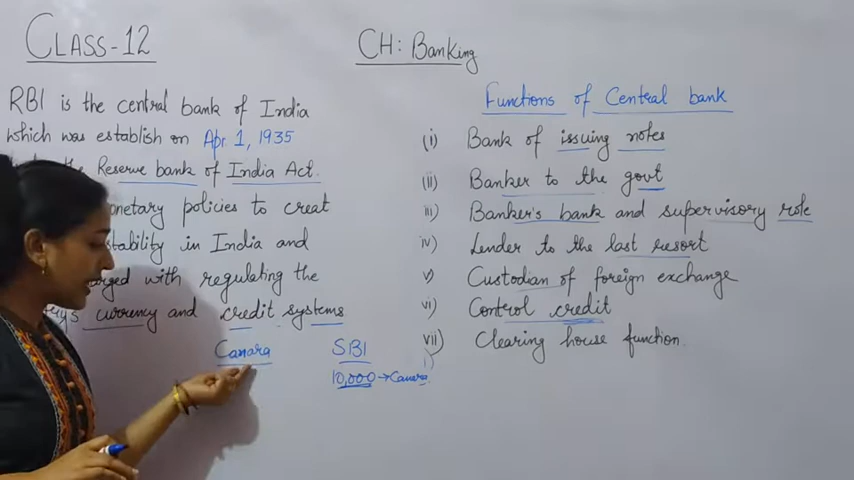 CLASS-12
CH: Banking
RBI is the central bank of India
which was establish on Apr 1, 1935
the Reserve bank of India Act.
onetary policies to creat
stability in India and
arged with regulating the
ry's currency and credit systems
Canara
SBI
10,000 → Canara
Functions of Central bank
(i) Bank of issuing notes
(ii) Banker to the govt
iii) Banker's bank and supervisory role
iv) Lender to the last resort
v) Custodian of foreign exchange
vi) Control credit
vii) Clearing house function.